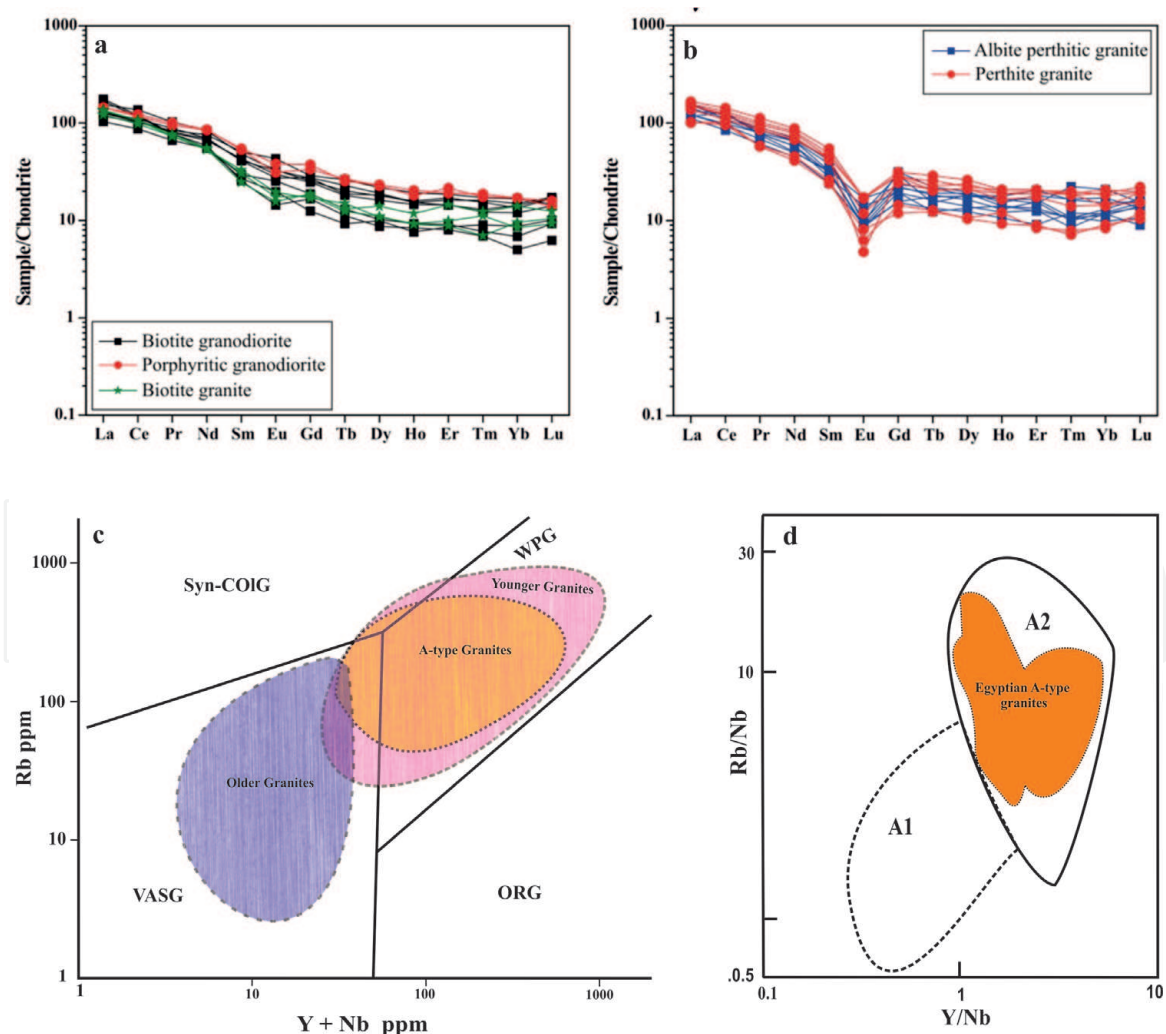 a
1000
100
10
1
0.1
Sample/Chondrite
Biotite granodiorite
Porphyritic granodiorite
Biotite granite
La Ce Pr Nd Sm Eu Gd Tb Dy Ho Er Tm Yb Lu
b
1000
100
10
1
0.1
Sample/Chondrite
Albite perthitic granite
Perthite granite
La Ce Pr Nd Sm Eu Gd Tb Dy Ho Er Tm Yb Lu
c
1000
100
10
1
Rb ppm
Syn-COlG
WPG
Younger Granites
A-type Granites
Older Granites
VASG
ORG
1 10 100 1000
Y + Nb ppm
d
30
10
.5
Rb/Nb
A2
Egyptian A-type
granites
A1
0.1 1 10
Y/Nb